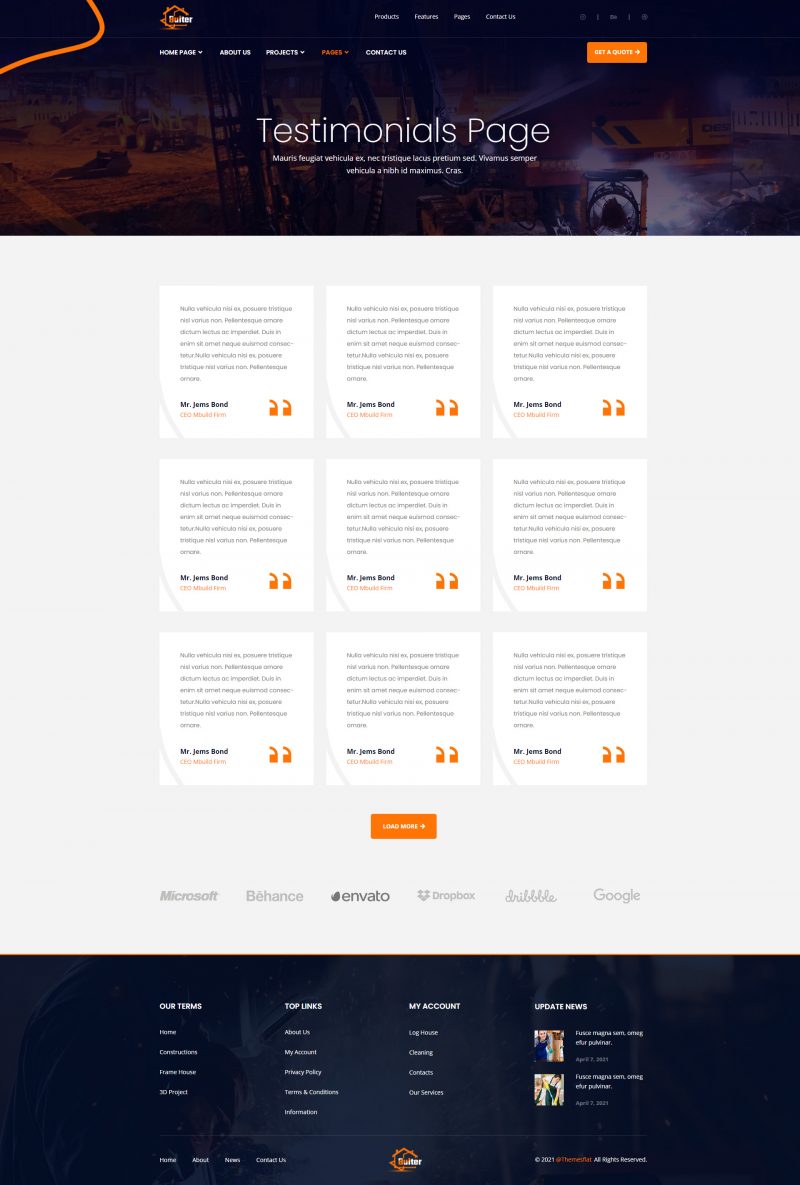 Buiter
Products Features Pages Contact Us
Bē
HOME PAGE ABOUT US PROJECTS PAGES CONTACT US
GET A QUOTE
Testimonials Page
Mauris feugiat vehicula ex, nec tristique lacus pretium sed. Vivamus semper
vehicula a nibh id maximus. Cras.
Nulla vehicula nisi ex, posuere tristique
nisl varius non. Pellentesque ornare
dictum lectus ac imperdiet. Duis in
enim sit amet neque euismod consec-
tetur.Nulla vehicula nisi ex, posuere
tristique nisl varius non. Pellentesque
ornare.
Mr. Jems Bond
CEO Mbuild Firm
Nulla vehicula nisi ex, posuere tristique
nisl varius non. Pellentesque ornare
dictum lectus ac imperdiet. Duis in
enim sit amet neque euismod consec-
tetur.Nulla vehicula nisi ex, posuere
tristique nisl varius non. Pellentesque
ornare.
Mr. Jems Bond
CEO Mbuild Firm
Nulla vehicula nisi ex, posuere tristique
nisl varius non. Pellentesque ornare
dictum lectus ac imperdiet. Duis in
enim sit amet neque euismod consec-
tetur.Nulla vehicula nisi ex, posuere
tristique nisl varius non. Pellentesque
ornare.
Mr. Jems Bond
CEO Mbuild Firm
Nulla vehicula nisi ex, posuere tristique
nisl varius non. Pellentesque ornare
dictum lectus ac imperdiet. Duis in
enim sit amet neque euismod consec-
tetur.Nulla vehicula nisi ex, posuere
tristique nisl varius non. Pellentesque
ornare.
Mr. Jems Bond
CEO Mbuild Firm
Nulla vehicula nisi ex, posuere tristique
nisl varius non. Pellentesque ornare
dictum lectus ac imperdiet. Duis in
enim sit amet neque euismod consec-
tetur.Nulla vehicula nisi ex, posuere
tristique nisl varius non. Pellentesque
ornare.
Mr. Jems Bond
CEO Mbuild Firm
Nulla vehicula nisi ex, posuere tristique
nisl varius non. Pellentesque ornare
dictum lectus ac imperdiet. Duis in
enim sit amet neque euismod consec-
tetur.Nulla vehicula nisi ex, posuere
tristique nisl varius non. Pellentesque
ornare.
Mr. Jems Bond
CEO Mbuild Firm
Nulla vehicula nisi ex, posuere tristique
nisl varius non. Pellentesque ornare
dictum lectus ac imperdiet. Duis in
enim sit amet neque euismod consec-
tetur.Nulla vehicula nisi ex, posuere
tristique nisl varius non. Pellentesque
ornare.
Mr. Jems Bond
CEO Mbuild Firm
Nulla vehicula nisi ex, posuere tristique
nisl varius non. Pellentesque ornare
dictum lectus ac imperdiet. Duis in
enim sit amet neque euismod consec-
tetur.Nulla vehicula nisi ex, posuere
tristique nisl varius non. Pellentesque
ornare.
Mr. Jems Bond
CEO Mbuild Firm
Nulla vehicula nisi ex, posuere tristique
nisl varius non. Pellentesque ornare
dictum lectus ac imperdiet. Duis in
enim sit amet neque euismod consec-
tetur.Nulla vehicula nisi ex, posuere
tristique nisl varius non. Pellentesque
ornare.
Mr. Jems Bond
CEO Mbuild Firm
LOAD MORE
Microsoft Bēhance envato Dropbox dribbble Google
OUR TERMS
Home
Constructions
Frame House
3D Project
TOP LINKS
About Us
My Account
Privacy Policy
Terms & Conditions
Information
MY ACCOUNT
Log House
Cleaning
Contacts
Our Services
UPDATE NEWS
Fusce magna sem, omeg
efur pulvinar.
April 7, 2021
Fusce magna sem, omeg
efur pulvinar.
April 7, 2021
Home About News Contact Us
Buiter
© 2021 @Themesflat All Rights Reserved.